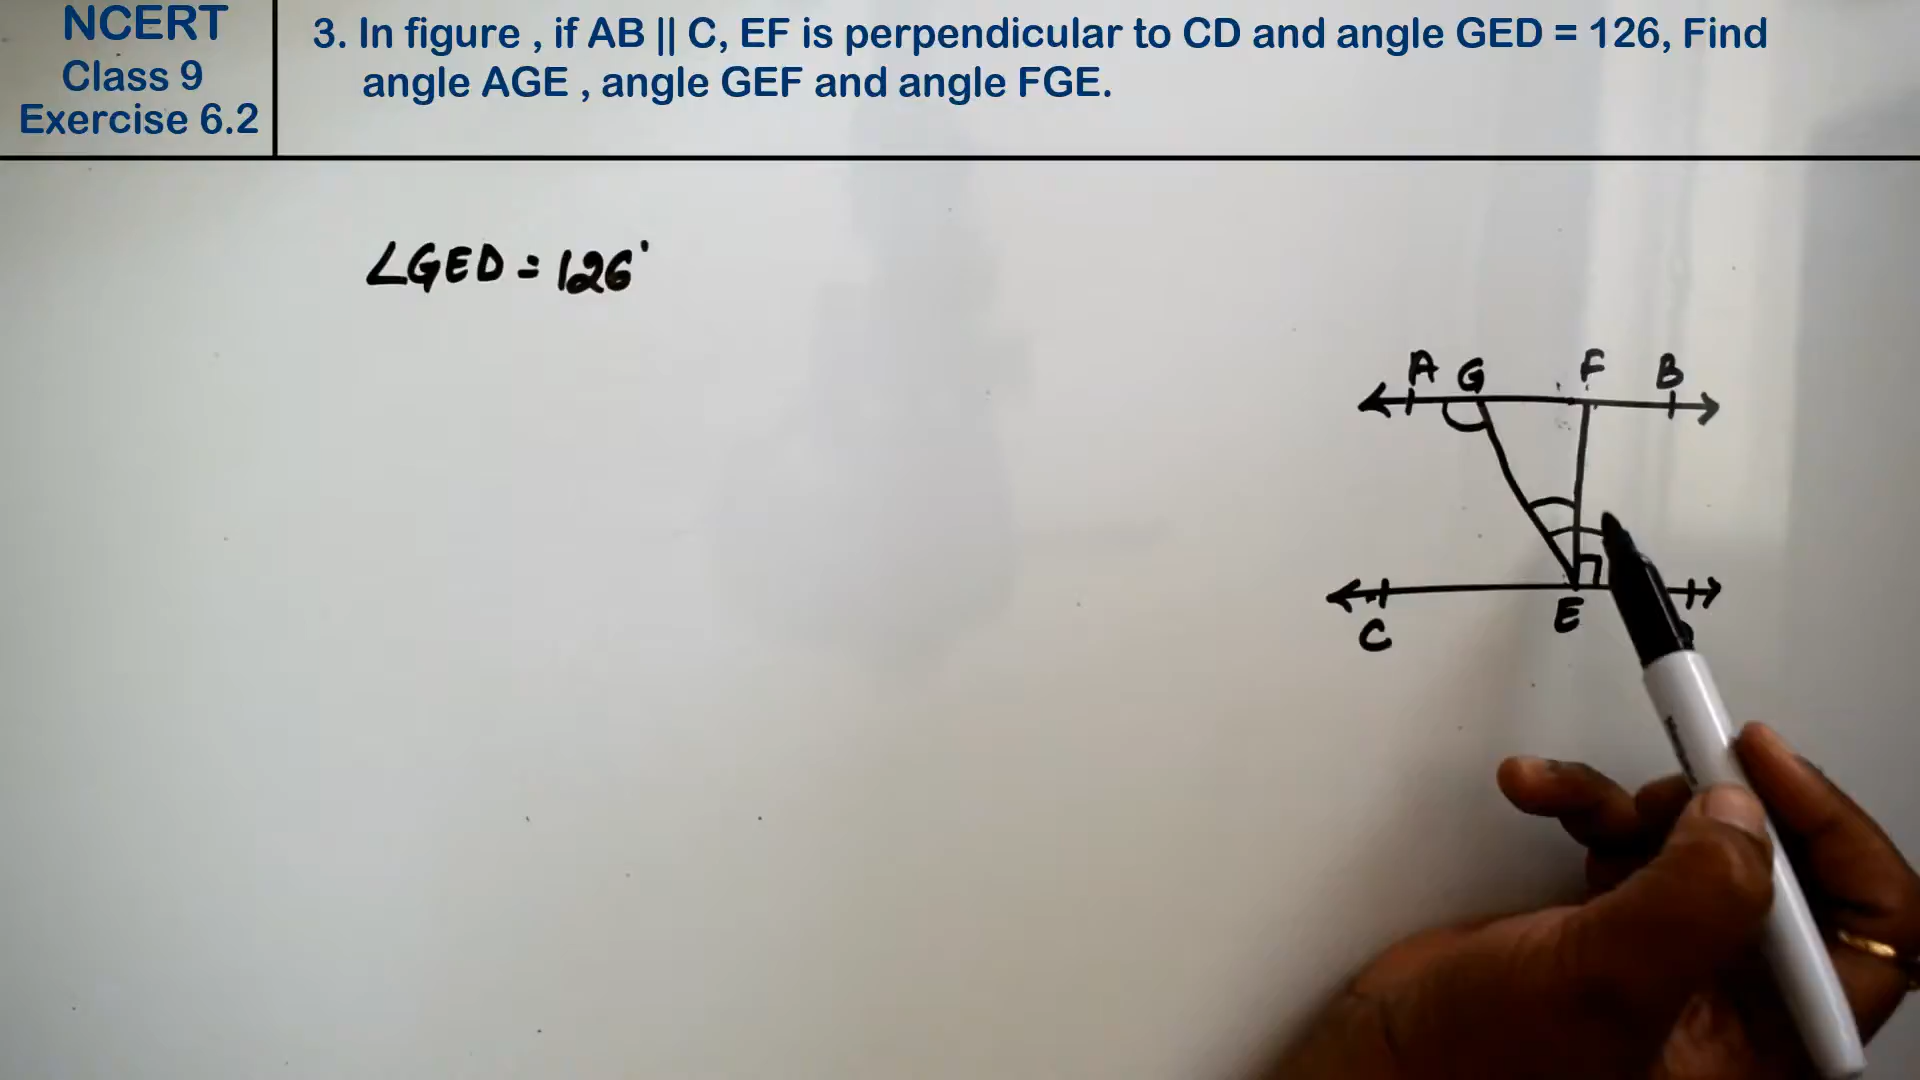 NCERT
Class 9
Exercise 6.2
3. In figure , if AB || C, EF is perpendicular to CD and angle GED = 126, Find
angle AGE , angle GEF and angle FGE.
∠GED = 126°
A G F B
C E